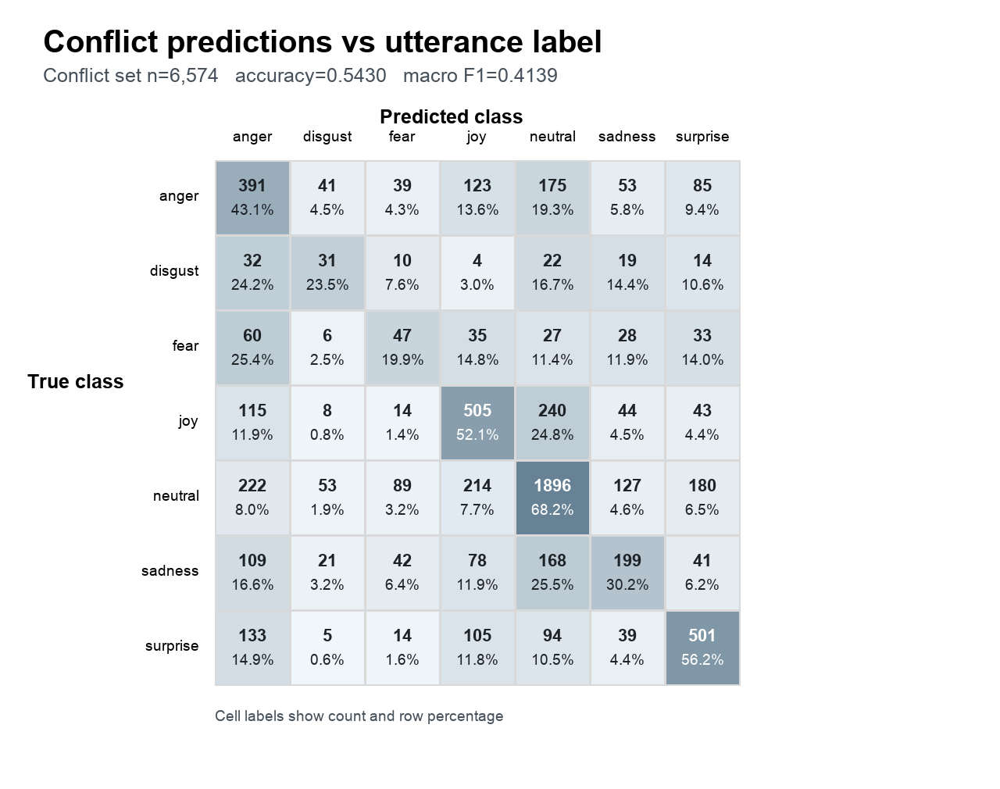 Conflict predictions vs utterance label
Conflict set n=6,574   accuracy=0.5430   macro F1=0.4139
Predicted class
anger disgust fear joy neutral sadness surprise
anger 391 41 39 123 175 53 85
43.1% 4.5% 4.3% 13.6% 19.3% 5.8% 9.4%
disgust 32 31 10 4 22 19 14
24.2% 23.5% 7.6% 3.0% 16.7% 14.4% 10.6%
fear 60 6 47 35 27 28 33
25.4% 2.5% 19.9% 14.8% 11.4% 11.9% 14.0%
True class
joy 115 8 14 505 240 44 43
11.9% 0.8% 1.4% 52.1% 24.8% 4.5% 4.4%
neutral 222 53 89 214 1896 127 180
8.0% 1.9% 3.2% 7.7% 68.2% 4.6% 6.5%
sadness 109 21 42 78 168 199 41
16.6% 3.2% 6.4% 11.9% 25.5% 30.2% 6.2%
surprise 133 5 14 105 94 39 501
14.9% 0.6% 1.6% 11.8% 10.5% 4.4% 56.2%
Cell labels show count and row percentage